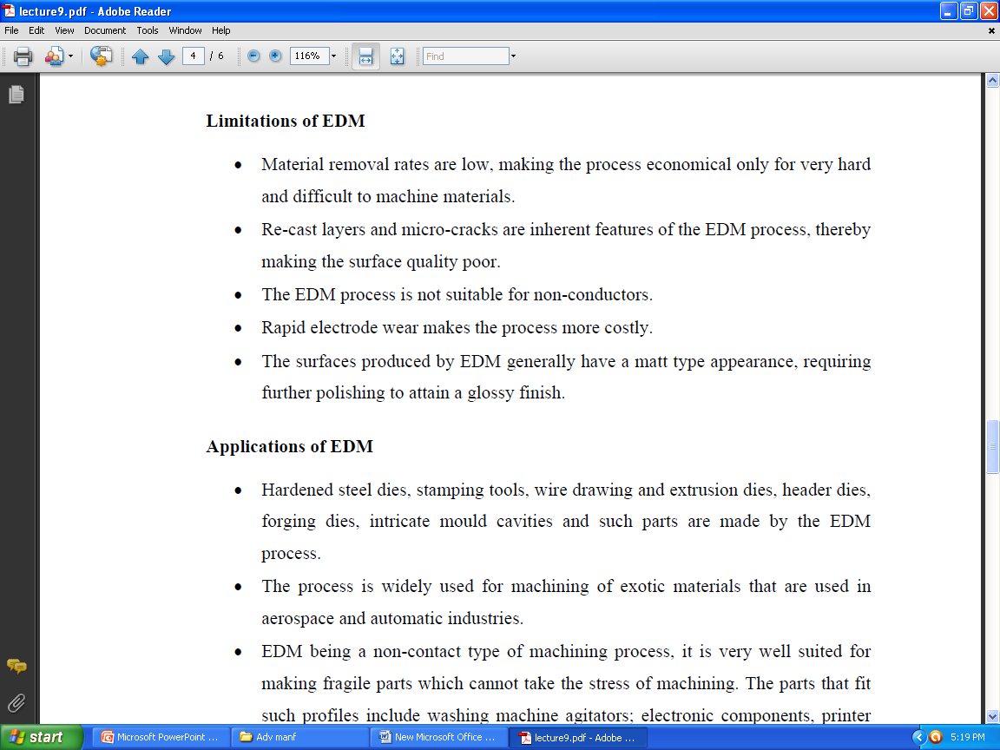 lecture9.pdf - Adobe Reader
File Edit View Document Tools Window Help
4 / 6 116% Find
Limitations of EDM
• Material removal rates are low, making the process economical only for very hard
and difficult to machine materials.
• Re-cast layers and micro-cracks are inherent features of the EDM process, thereby
making the surface quality poor.
• The EDM process is not suitable for non-conductors.
• Rapid electrode wear makes the process more costly.
• The surfaces produced by EDM generally have a matt type appearance, requiring
further polishing to attain a glossy finish.
Applications of EDM
• Hardened steel dies, stamping tools, wire drawing and extrusion dies, header dies,
forging dies, intricate mould cavities and such parts are made by the EDM
process.
• The process is widely used for machining of exotic materials that are used in
aerospace and automatic industries.
• EDM being a non-contact type of machining process, it is very well suited for
making fragile parts which cannot take the stress of machining. The parts that fit
such profiles include washing machine agitators; electronic components, printer
start Microsoft PowerPoint ... Adv manf New Microsoft Office ... lecture9.pdf - Adobe ... 5:19 PM